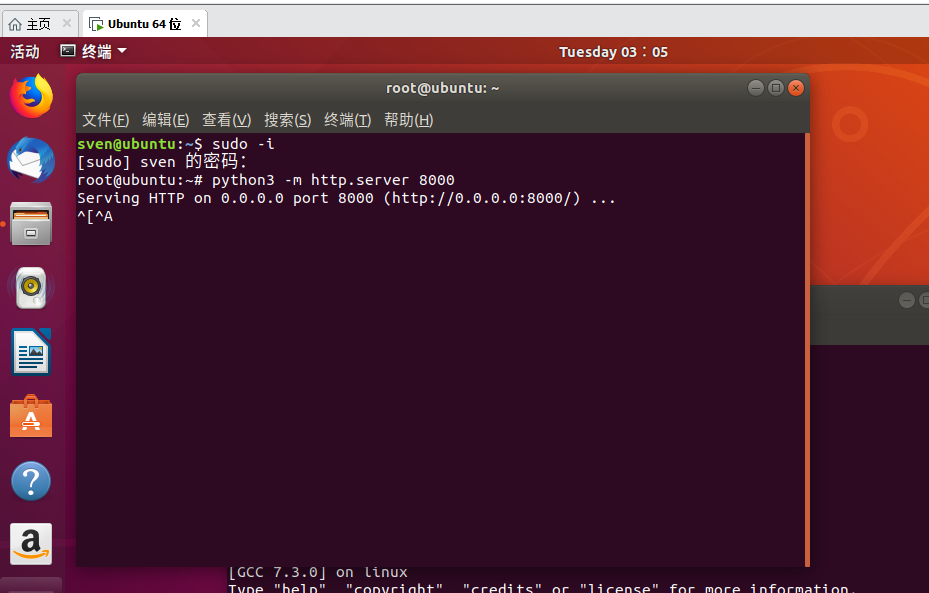 主页
Ubuntu 64 位
活动
终端
Tuesday 03：05
root@ubuntu: ~
文件(F) 编辑(E) 查看(V) 搜索(S) 终端(T) 帮助(H)
sven@ubuntu:~$ sudo -i
[sudo] sven 的密码：
root@ubuntu:~# python3 -m http.server 8000
Serving HTTP on 0.0.0.0 port 8000 (http://0.0.0.0:8000/) ...
^[^A
[GCC 7.3.0] on linux
Type "help", "copyright", "credits" or "license" for more information.